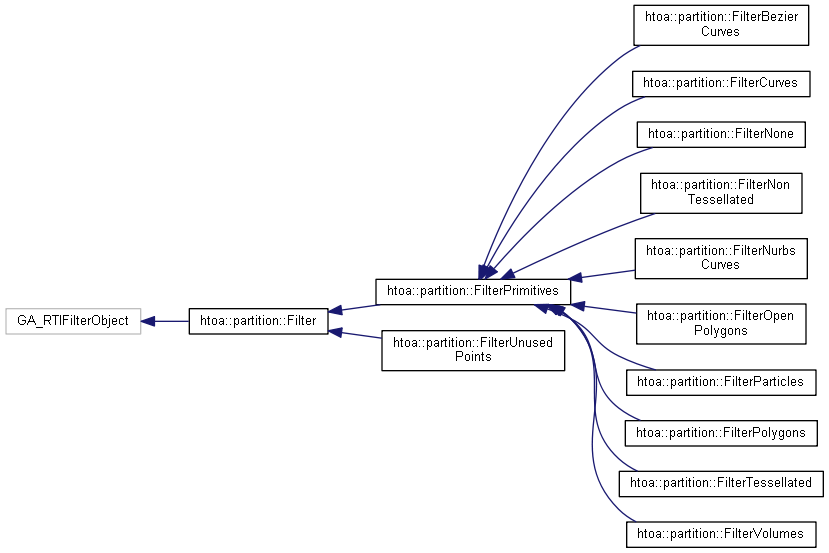 GA_RTIFilterObject
htoa::partition::Filter
htoa::partition::FilterPrimitives
htoa::partition::FilterUnused
Points
htoa::partition::FilterBezier
Curves
htoa::partition::FilterCurves
htoa::partition::FilterNone
htoa::partition::FilterNon
Tessellated
htoa::partition::FilterNurbs
Curves
htoa::partition::FilterOpen
Polygons
htoa::partition::FilterParticles
htoa::partition::FilterPolygons
htoa::partition::FilterTessellated
htoa::partition::FilterVolumes